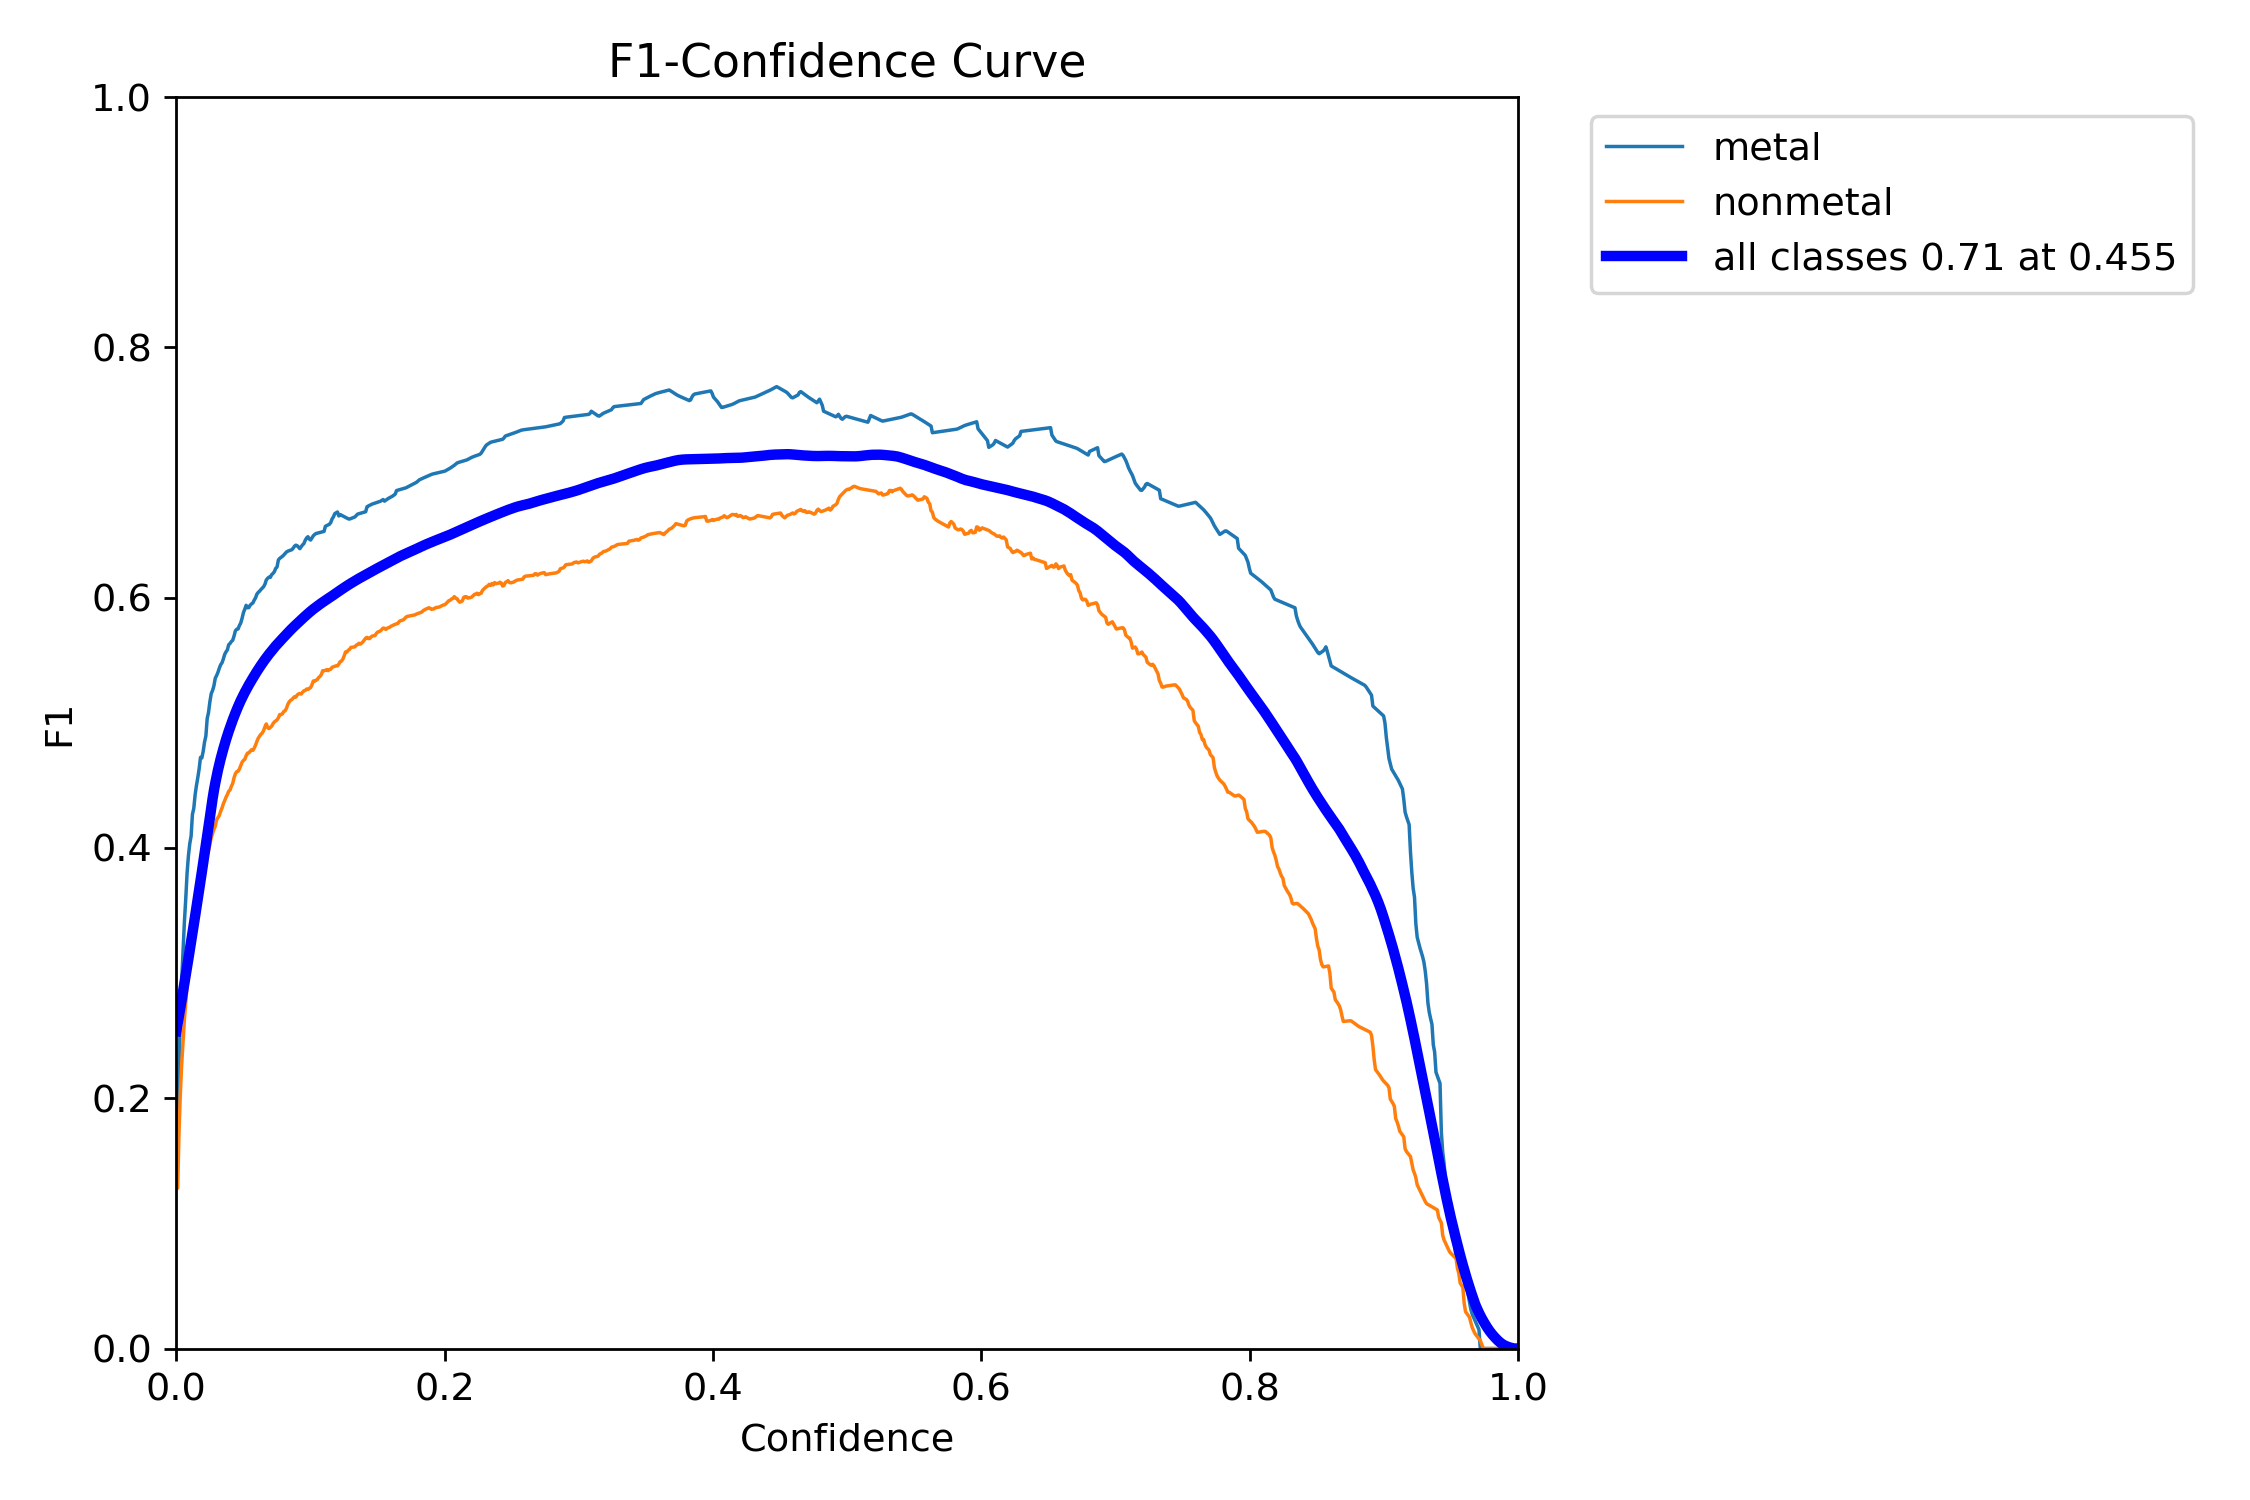 F1-Confidence Curve
1.0
0.8
0.6
0.4
0.2
0.0
F1
0.0 0.2 0.4 0.6 0.8 1.0
Confidence
metal
nonmetal
all classes 0.71 at 0.455